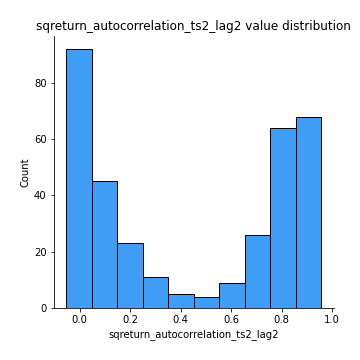 sqreturn_autocorrelation_ts2_lag2 value distribution
80
60
40
20
0
Count
0.0 0.2 0.4 0.6 0.8 1.0
sqreturn_autocorrelation_ts2_lag2